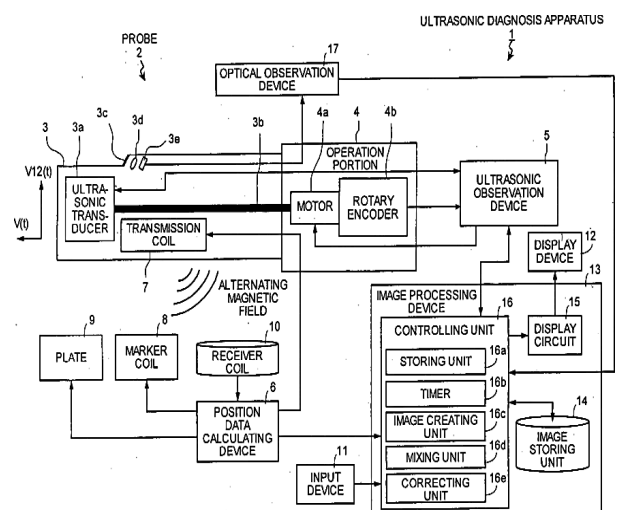 ULTRASONIC DIAGNOSIS APPARATUS
1
PROBE
2
17
OPTICAL OBSERVATION
DEVICE
3c
3d
3e
3
3a
3b
4a
4
4b
OPERATION
PORTION
5
V12(t)
V(t)
ULTRA-
SONIC
TRANS-
DUCER
MOTOR
ROTARY
ENCODER
ULTRASONIC
OBSERVATION
DEVICE
TRANSMISSION
COIL
7
DISPLAY
DEVICE
12
13
ALTERNATING
MAGNETIC
FIELD
IMAGE PROCESSING
DEVICE
16
15
9
8
10
PLATE
MARKER
COIL
RECEIVER
COIL
CONTROLLING UNIT
DISPLAY
CIRCUIT
STORING UNIT
16a
TIMER
16b
6
POSITION
DATA
CALCULATING
DEVICE
IMAGE CREATING
UNIT
16c
14
IMAGE
STORING
UNIT
MIXING UNIT
16d
11
INPUT
DEVICE
CORRECTING
UNIT
16e